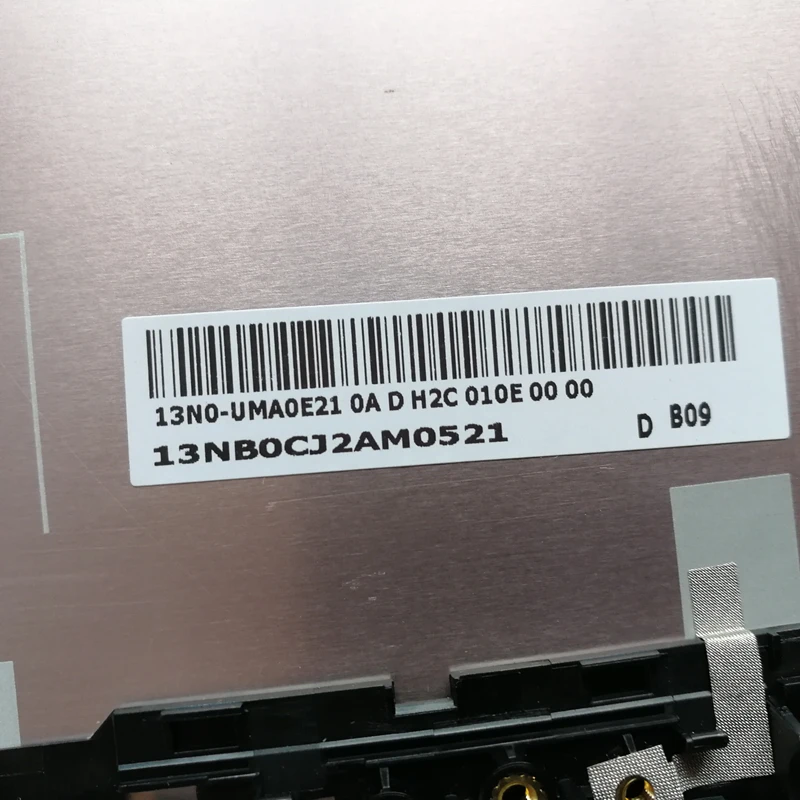 13N0-UMA0E21 0A D H2C 010E 00 00
13NB0CJ2AM0521
D B09